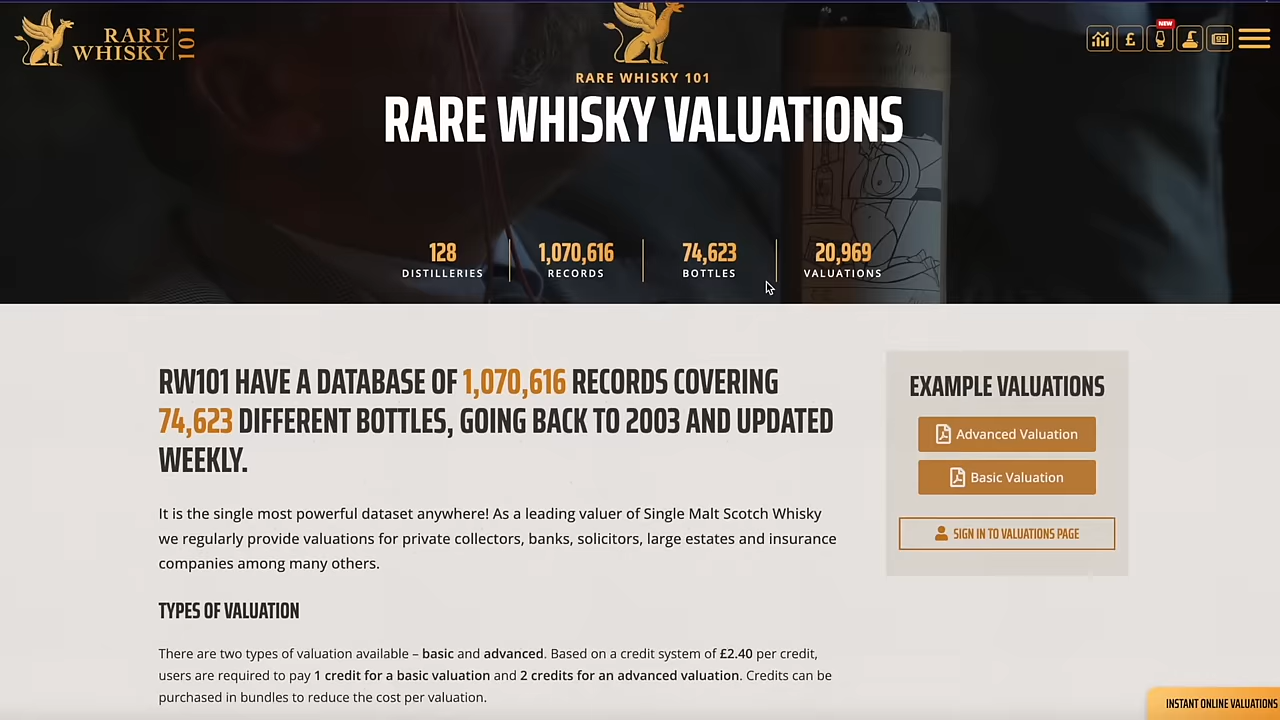 RARE
WHISKY
101
NEW
£
RARE WHISKY 101
RARE WHISKY VALUATIONS
128
DISTILLERIES
1,070,616
RECORDS
74,623
BOTTLES
20,969
VALUATIONS
RW101 HAVE A DATABASE OF 1,070,616 RECORDS COVERING
74,623 DIFFERENT BOTTLES, GOING BACK TO 2003 AND UPDATED
WEEKLY.
It is the single most powerful dataset anywhere! As a leading valuer of Single Malt Scotch Whisky
we regularly provide valuations for private collectors, banks, solicitors, large estates and insurance
companies among many others.
TYPES OF VALUATION
There are two types of valuation available – basic and advanced. Based on a credit system of £2.40 per credit,
users are required to pay 1 credit for a basic valuation and 2 credits for an advanced valuation. Credits can be
purchased in bundles to reduce the cost per valuation.
EXAMPLE VALUATIONS
Advanced Valuation
Basic Valuation
SIGN IN TO VALUATIONS PAGE
INSTANT ONLINE VALUATIONS